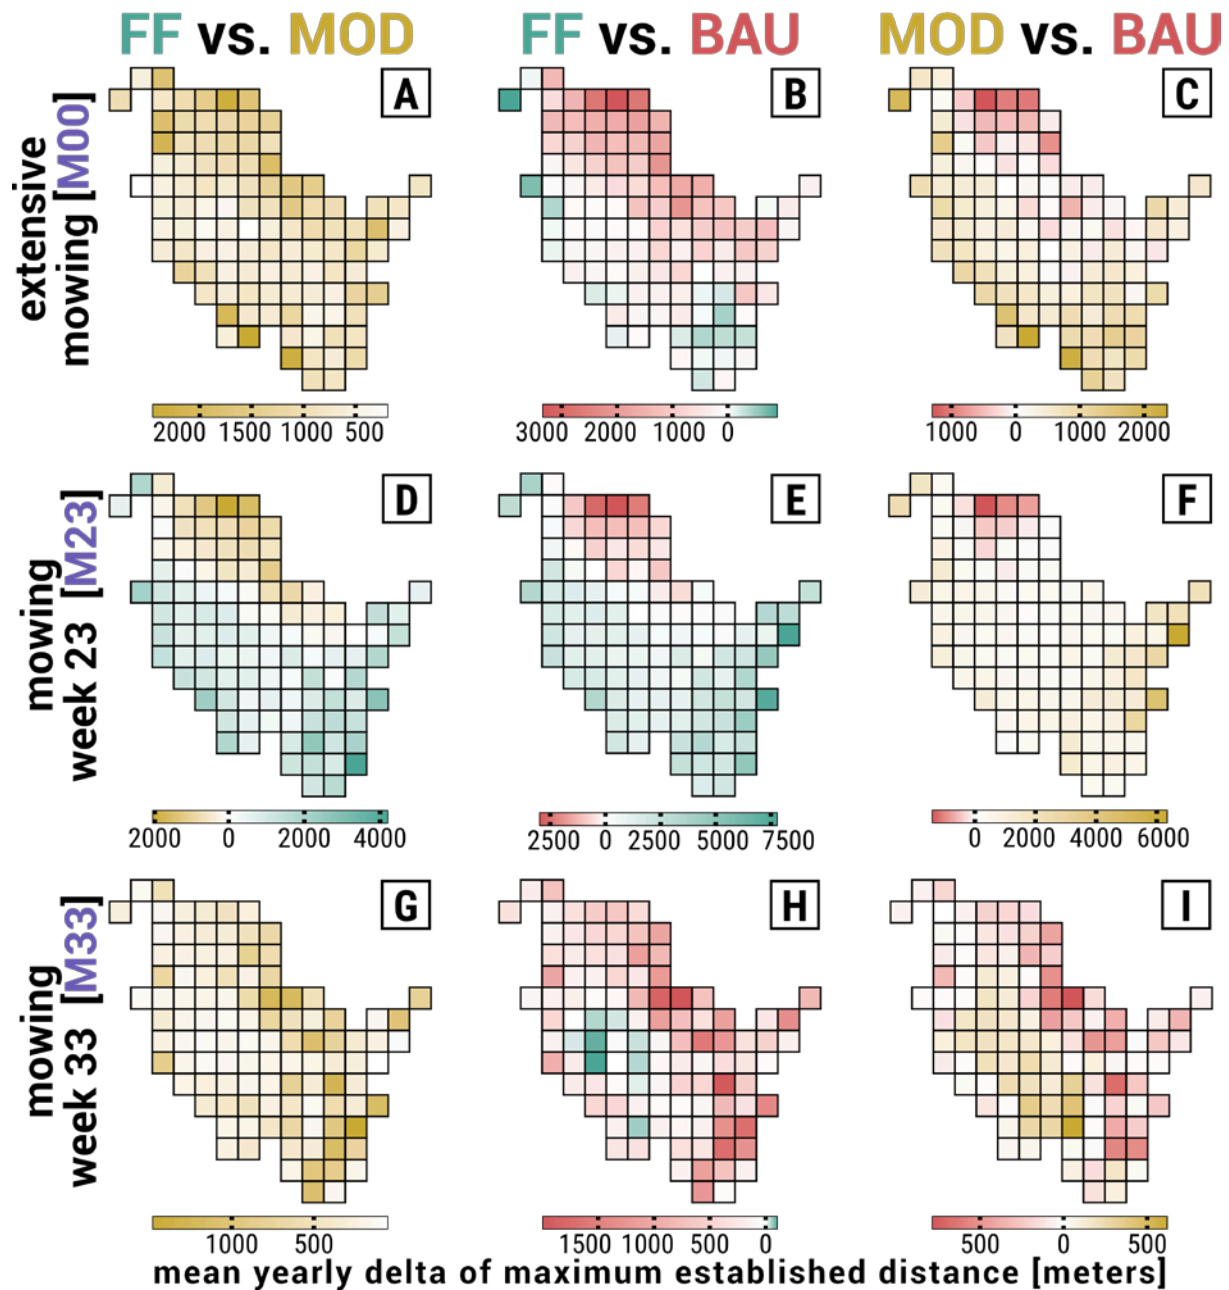 FF vs. MOD
FF vs. BAU
MOD vs. BAU
extensive
mowing [M00]
A
B
C
2000 1500 1000 500
3000 2000 1000 0
1000 0 1000 2000
mowing
week 23 [M23]
D
E
F
2000 0 2000 4000
2500 0 2500 5000 7500
0 2000 4000 6000
mowing
week 33 [M33]
G
H
I
1000 500
1500 1000 500 0
500 0 500
mean yearly delta of maximum established distance [meters]